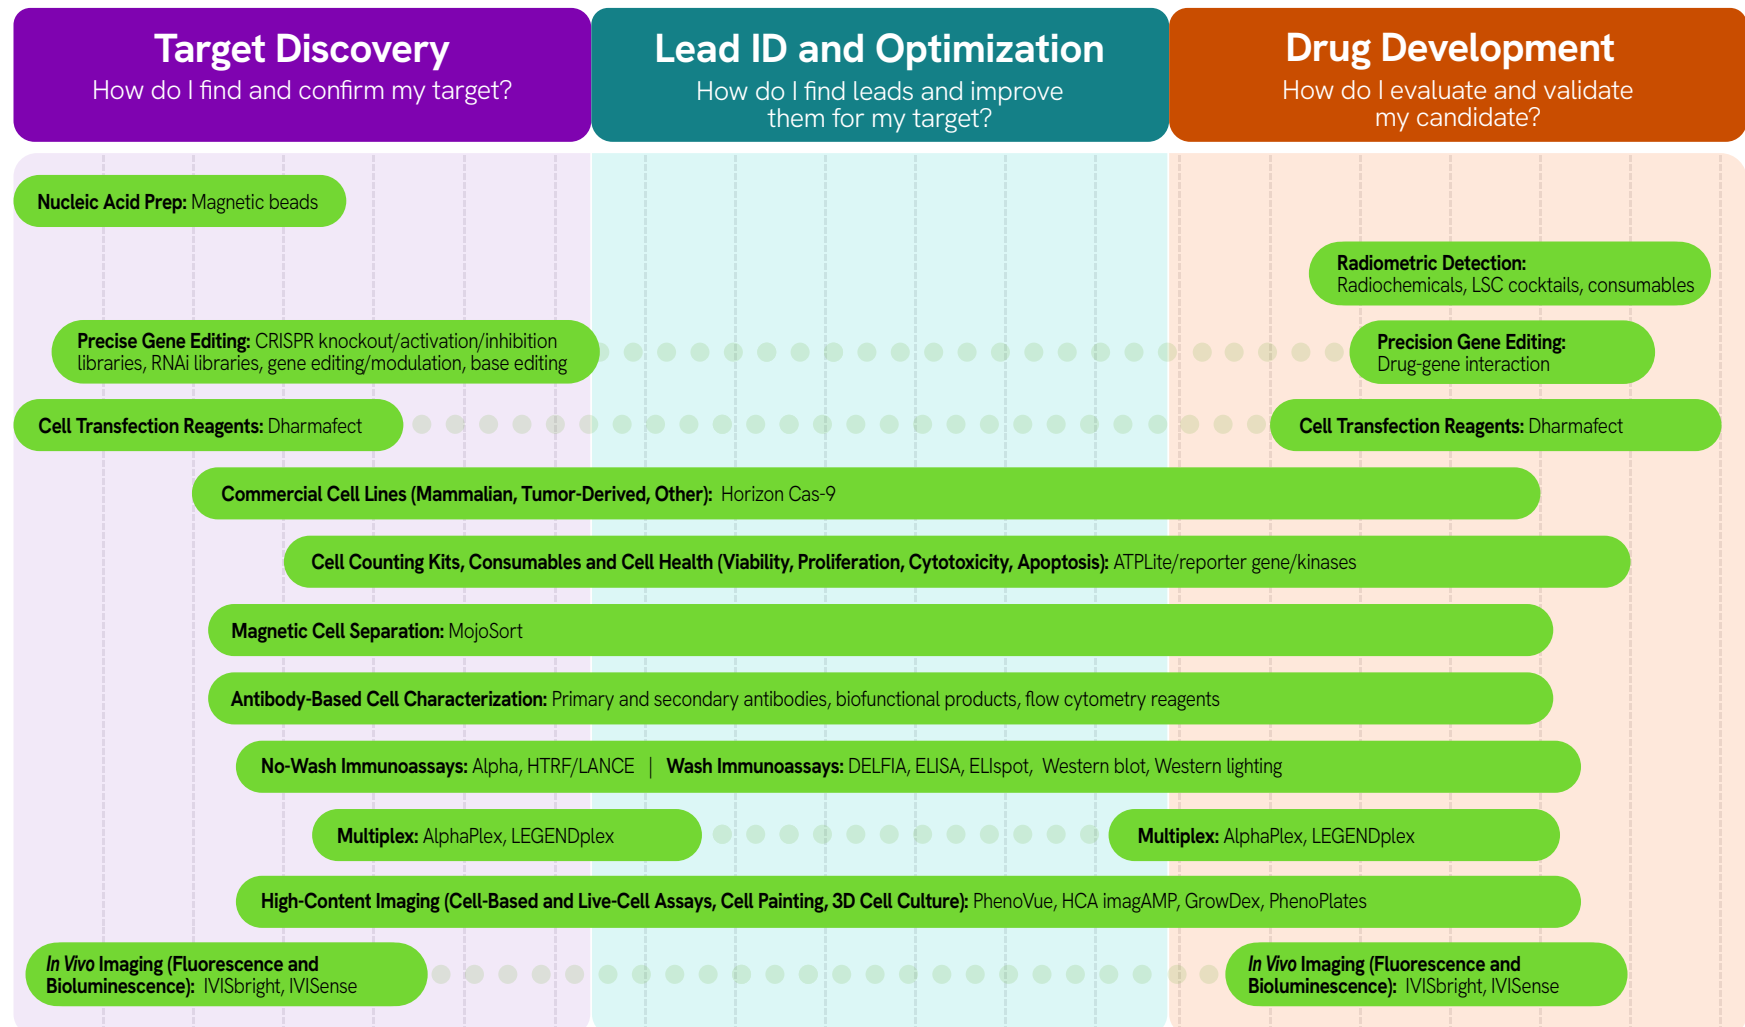 Target Discovery
How do I find and confirm my target?
Lead ID and Optimization
How do I find leads and improve
them for my target?
Drug Development
How do I evaluate and validate
my candidate?
Nucleic Acid Prep: Magnetic beads
Radiometric Detection:
Radiochemicals, LSC cocktails, consumables
Precise Gene Editing: CRISPR knockout/activation/inhibition
libraries, RNAi libraries, gene editing/modulation, base editing
Precision Gene Editing:
Drug-gene interaction
Cell Transfection Reagents: Dharmafect
Cell Transfection Reagents: Dharmafect
Commercial Cell Lines (Mammalian, Tumor-Derived, Other): Horizon Cas-9
Cell Counting Kits, Consumables and Cell Health (Viability, Proliferation, Cytotoxicity, Apoptosis): ATPLite/reporter gene/kinases
Magnetic Cell Separation: MojoSort
Antibody-Based Cell Characterization: Primary and secondary antibodies, biofunctional products, flow cytometry reagents
No-Wash Immunoassays: Alpha, HTRF/LANCE | Wash Immunoassays: DELFIA, ELISA, ELIspot, Western blot, Western lighting
Multiplex: AlphaPlex, LEGENDplex
Multiplex: AlphaPlex, LEGENDplex
High-Content Imaging (Cell-Based and Live-Cell Assays, Cell Painting, 3D Cell Culture): PhenoVue, HCA imagAMP, GrowDex, PhenoPlates
In Vivo Imaging (Fluorescence and
Bioluminescence): IVISbright, IVISense
In Vivo Imaging (Fluorescence and
Bioluminescence): IVISbright, IVISense